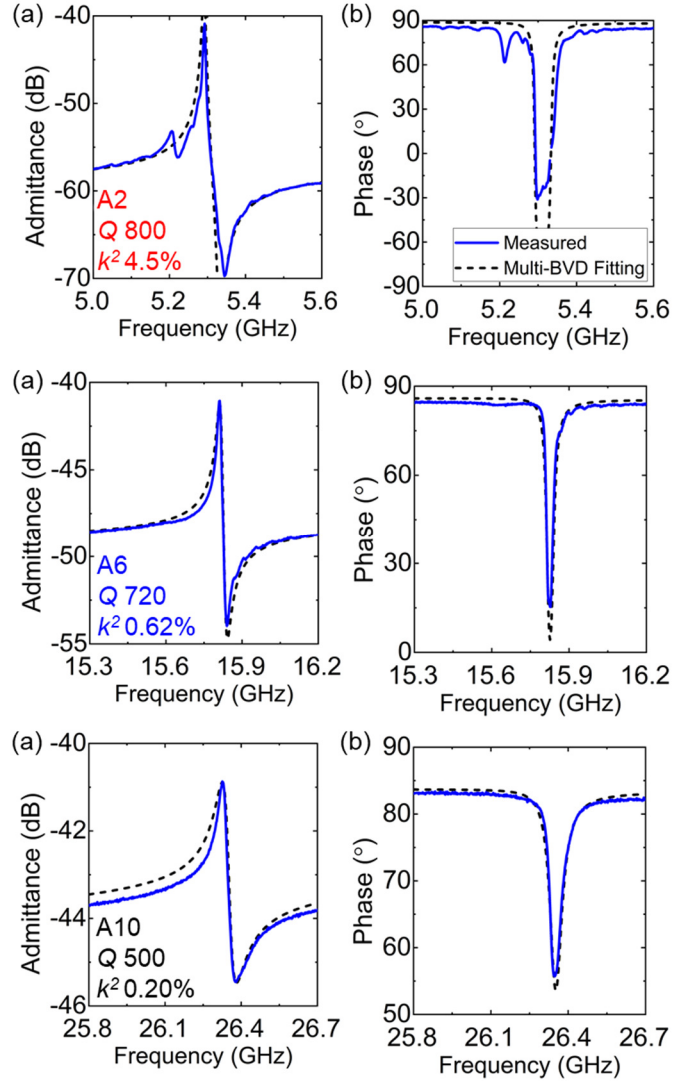 (a)
-40
-50
-60
-70
Admittance (dB)
A2
Q 800
k² 4.5%
5.0 5.2 5.4 5.6
Frequency (GHz)
(b)
90
60
30
0
-30
-60
-90
Phase (°)
Measured
Multi-BVD Fitting
5.0 5.2 5.4 5.6
Frequency (GHz)
(a)
-40
-45
-50
-55
Admittance (dB)
A6
Q 720
k² 0.62%
15.3 15.6 15.9 16.2
Frequency (GHz)
(b)
90
60
30
0
Phase (°)
15.3 15.6 15.9 16.2
Frequency (GHz)
(a)
-40
-42
-44
-46
Admittance (dB)
A10
Q 500
k² 0.20%
25.8 26.1 26.4 26.7
Frequency (GHz)
(b)
90
80
70
60
50
Phase (°)
25.8 26.1 26.4 26.7
Frequency (GHz)